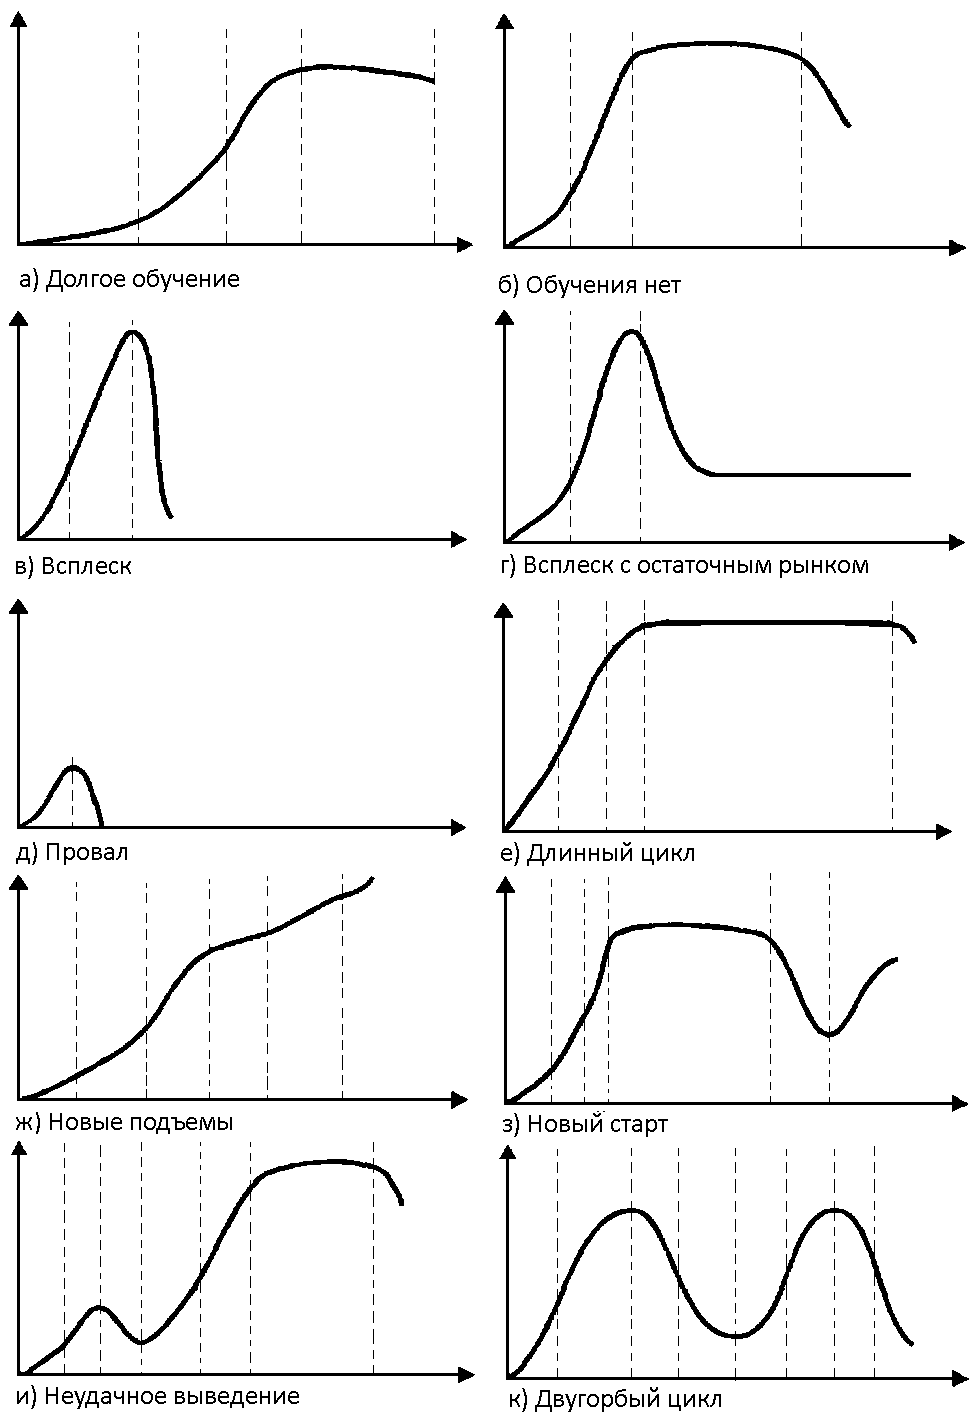 а) Долгое обучение
б) Обучения нет
в) Всплеск
г) Всплеск с остаточным рынком
д) Провал
е) Длинный цикл
ж) Новые подъемы
з) Новый старт
и) Неудачное выведение
к) Двугорбый цикл